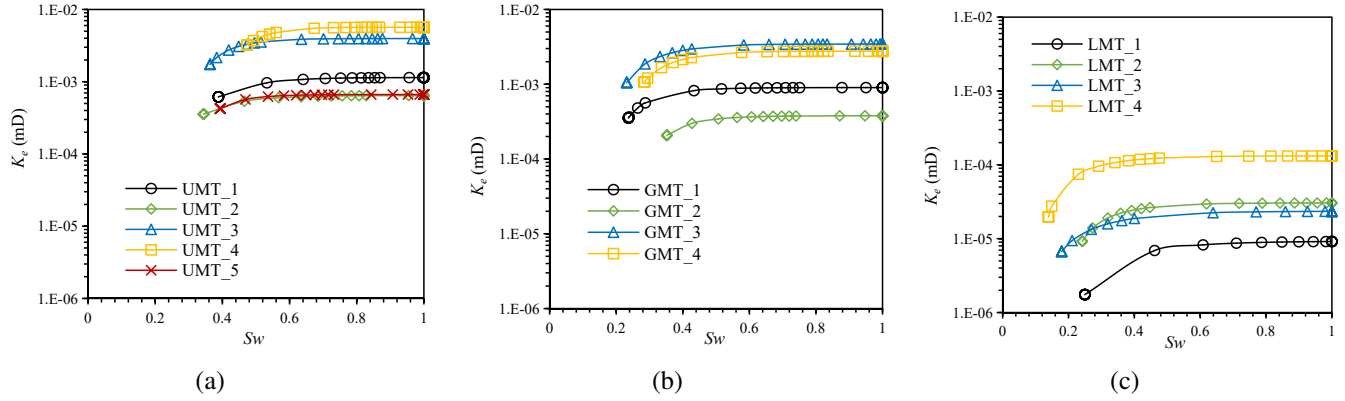 1.E-02
1.E-03
1.E-04
1.E-05
1.E-06
K_e (mD)
UMT_1
UMT_2
UMT_3
UMT_4
UMT_5
0 0.2 0.4 0.6 0.8 1
Sw
(a)
1.E-02
1.E-03
1.E-04
1.E-05
1.E-06
K_e (mD)
GMT_1
GMT_2
GMT_3
GMT_4
0 0.2 0.4 0.6 0.8 1
Sw
(b)
1.E-02
1.E-03
1.E-04
1.E-05
1.E-06
K_e (mD)
LMT_1
LMT_2
LMT_3
LMT_4
0 0.2 0.4 0.6 0.8 1
Sw
(c)